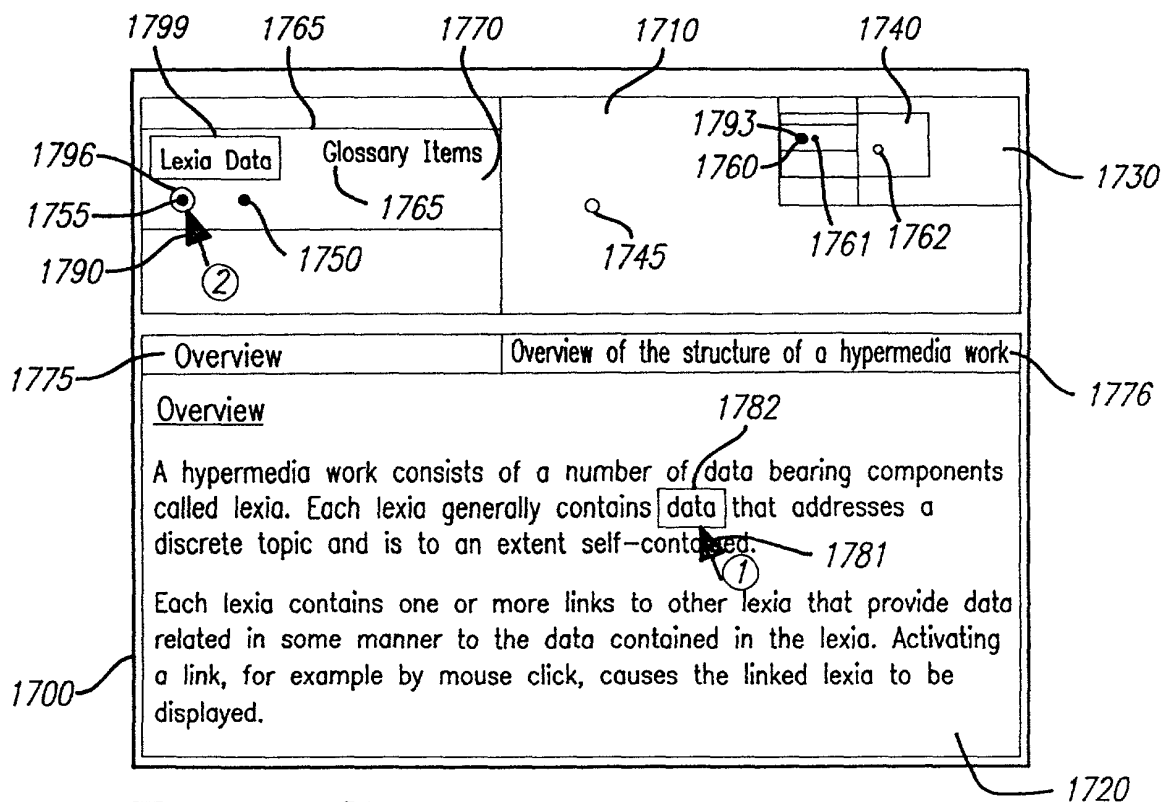 1799 1765 1770 1710 1740
1796 Lexia Data Glossary Items 1793
1760 1730
1755 1765
1790 1750 1745 1761 1762
2
1775 Overview Overview of the structure of a hypermedia work 1776
Overview 1782
A hypermedia work consists of a number of data bearing components
called lexia. Each lexia generally contains data that addresses a
discrete topic and is to an extent self-contained. 1781
1
Each lexia contains one or more links to other lexia that provide data
related in some manner to the data contained in the lexia. Activating
a link, for example by mouse click, causes the linked lexia to be
1700
displayed.
1720